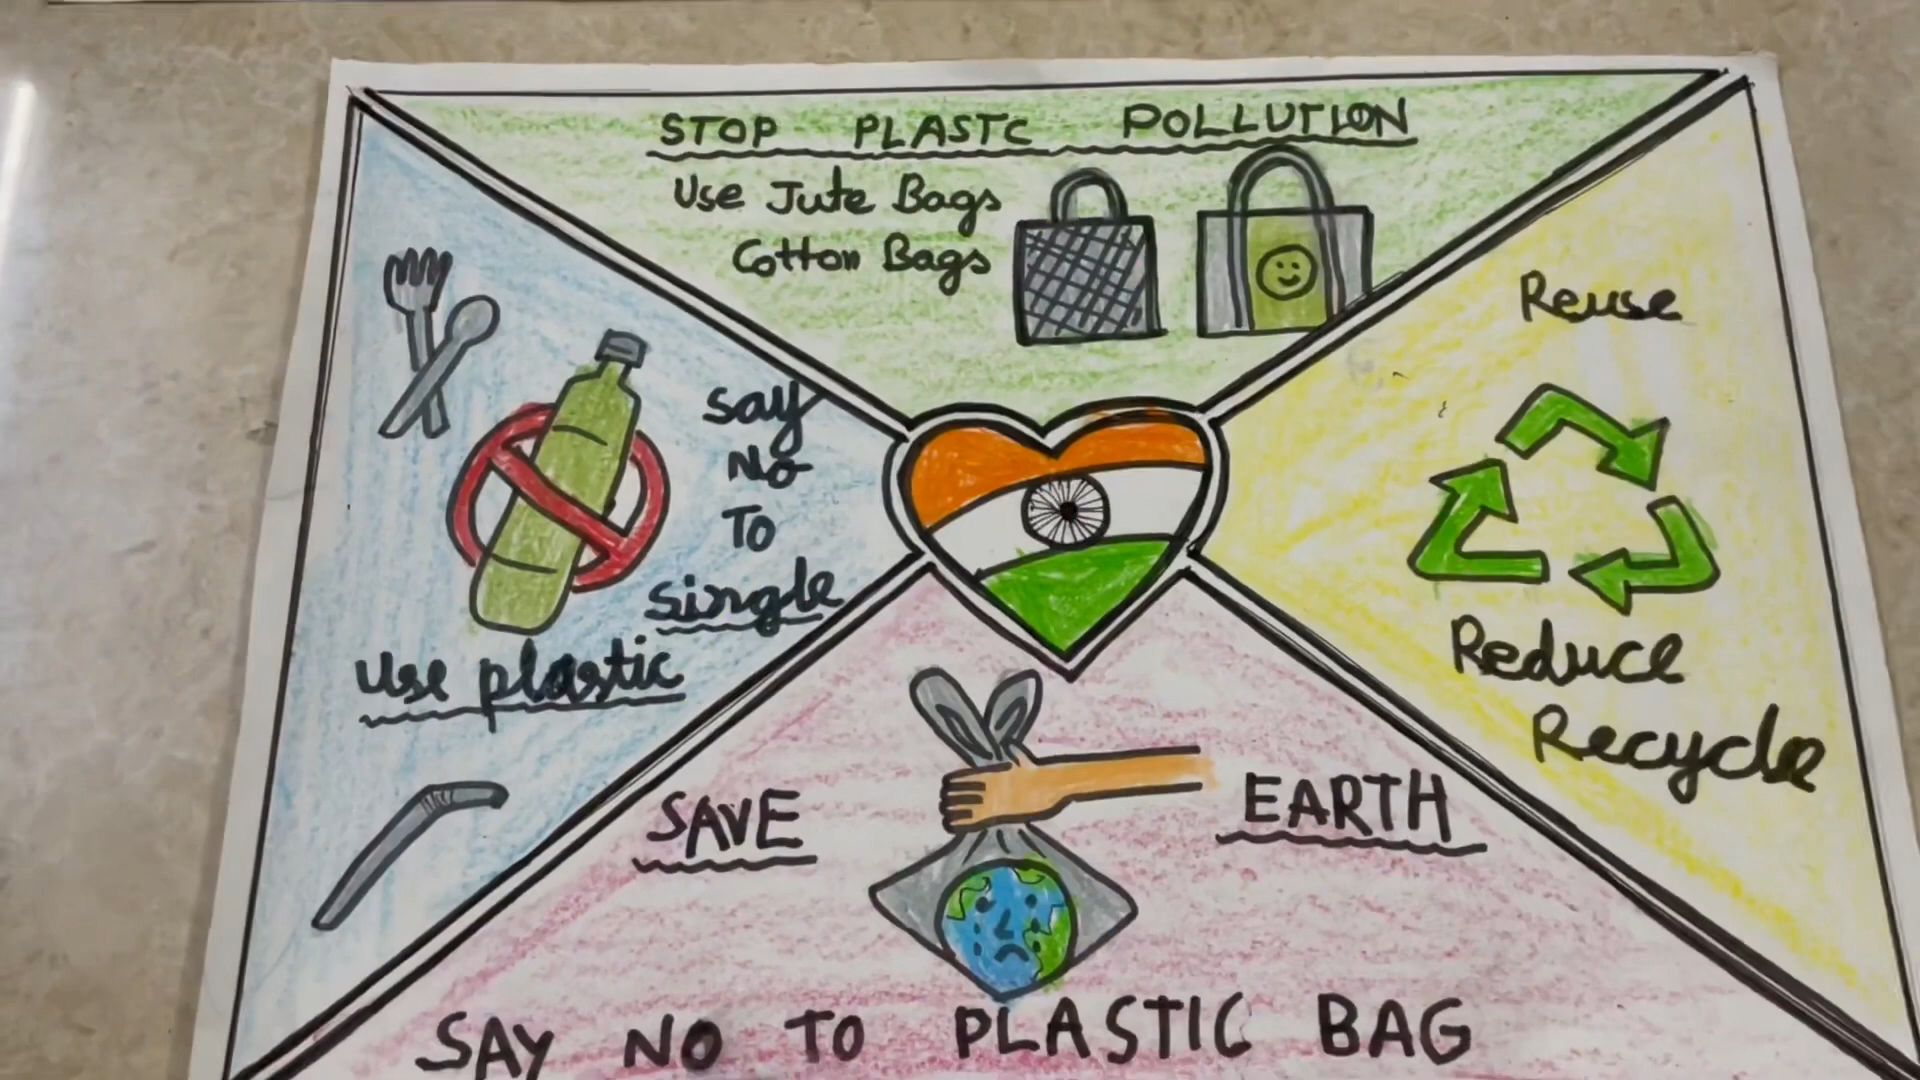 STOP PLASTC POLLUTION
Use Jute Bags
Cotton Bags
Say
No
To
single
use plastic
Reuse
Reduce
Recycle
SAVE EARTH
SAY NO TO PLASTIC BAG